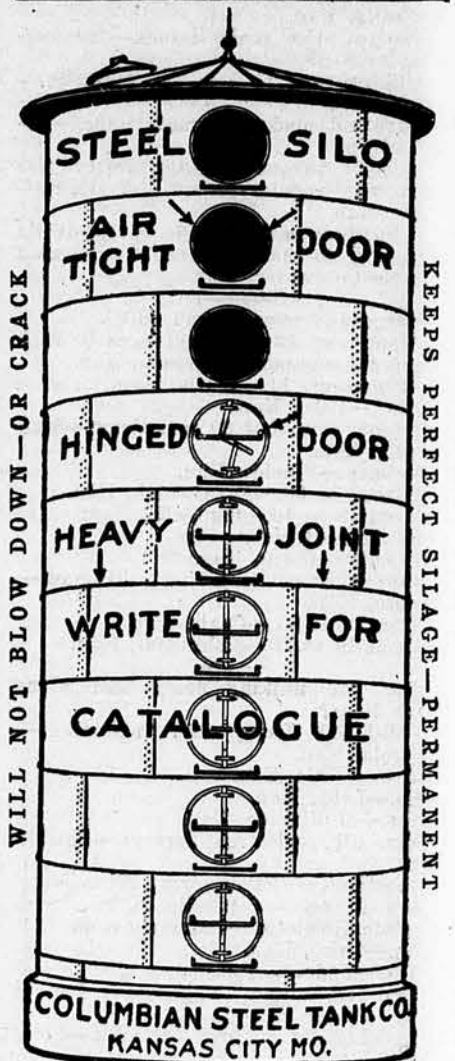 STEEL SILO
AIR TIGHT DOOR
HINGED DOOR
HEAVY JOINT
WRITE FOR
CATALOGUE
COLUMBIAN STEEL TANK CO.
KANSAS CITY MO.
WILL NOT BLOW DOWN—OR CRACK
KEEPS PERFECT SILAGE—PERMANENT